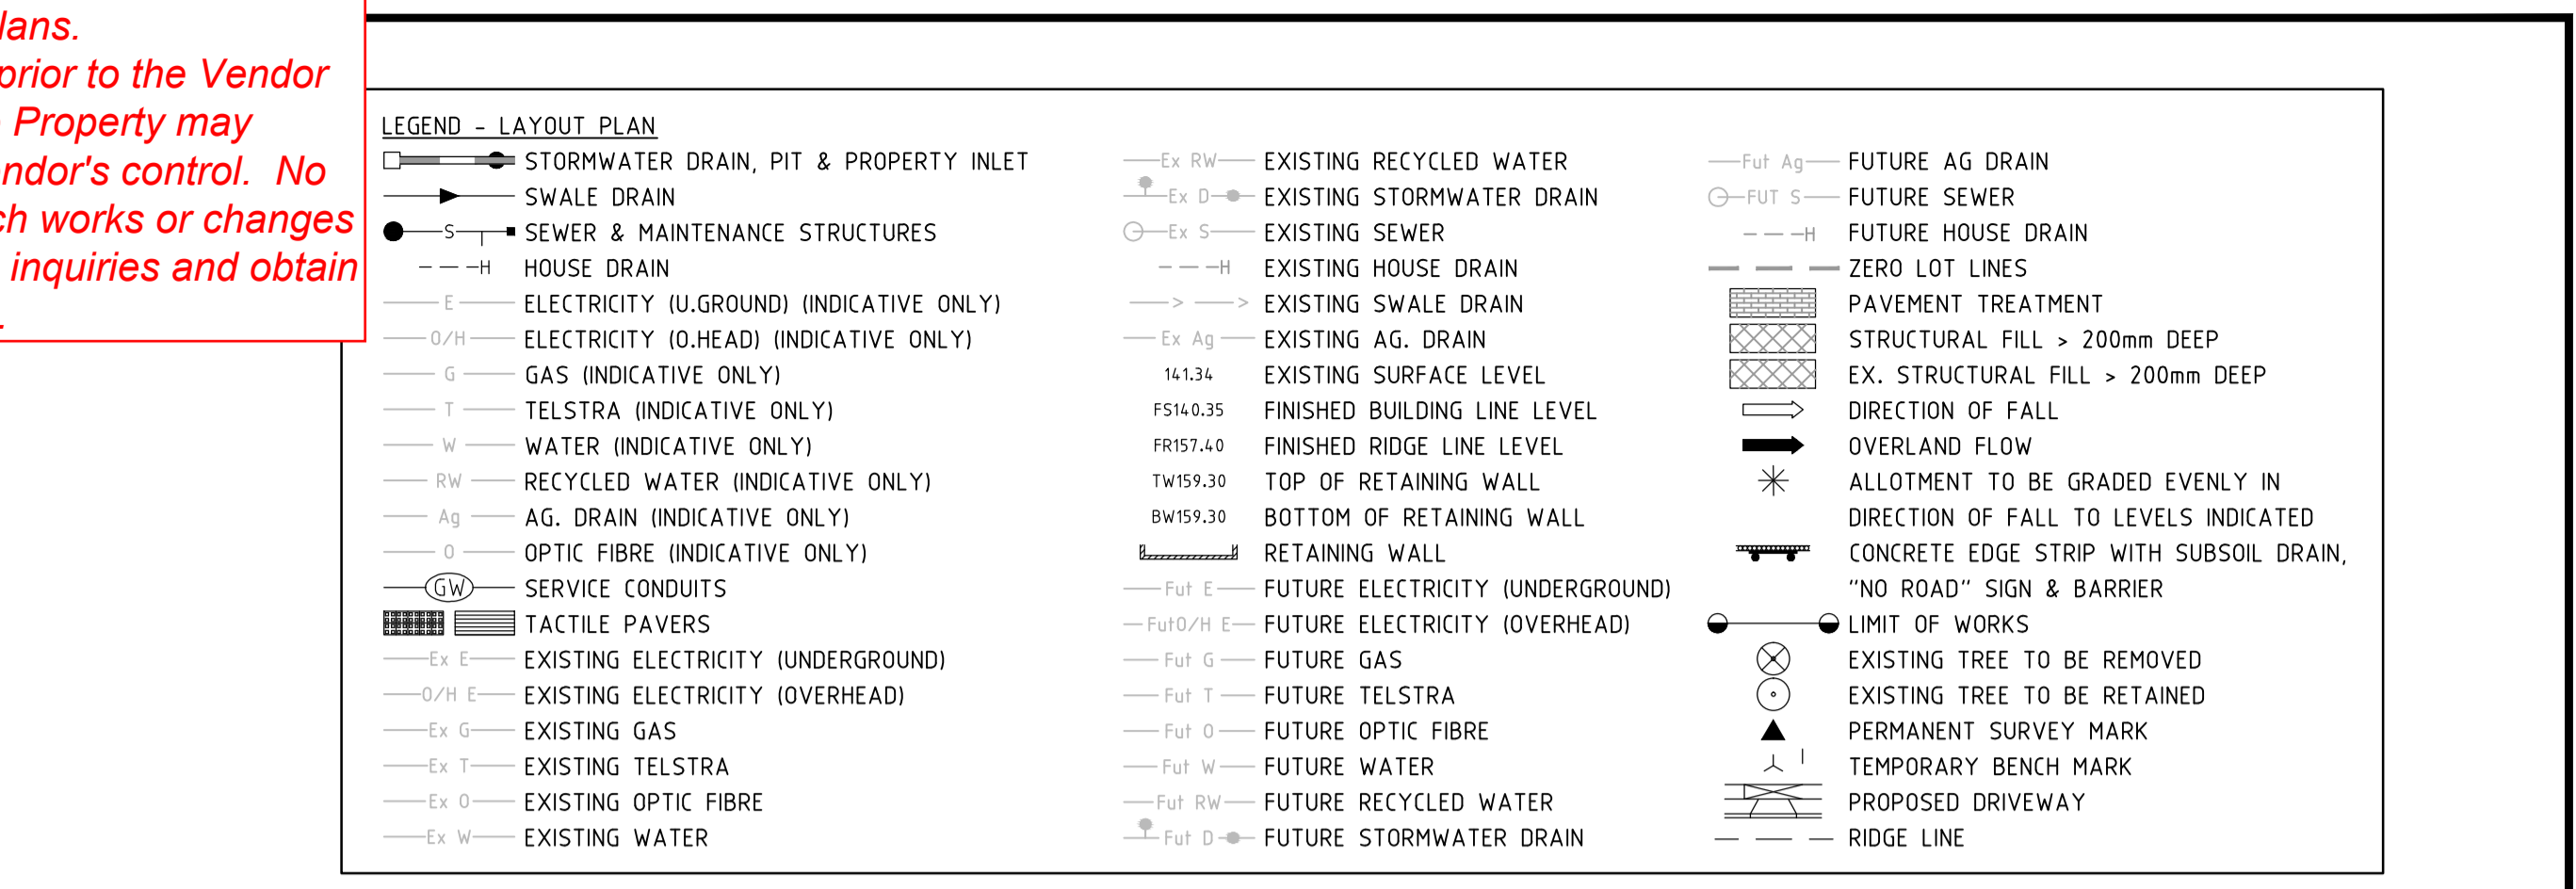 lans.
prior to the Vendor
Property may
ndor's control.  No
ch works or changes
inquiries and obtain
LEGEND - LAYOUT PLAN
STORMWATER DRAIN, PIT & PROPERTY INLET
SWALE DRAIN
S SEWER & MAINTENANCE STRUCTURES
H HOUSE DRAIN
E ELECTRICITY (U.GROUND) (INDICATIVE ONLY)
O/H ELECTRICITY (O.HEAD) (INDICATIVE ONLY)
G GAS (INDICATIVE ONLY)
T TELSTRA (INDICATIVE ONLY)
W WATER (INDICATIVE ONLY)
RW RECYCLED WATER (INDICATIVE ONLY)
Ag AG. DRAIN (INDICATIVE ONLY)
O OPTIC FIBRE (INDICATIVE ONLY)
GW SERVICE CONDUITS
TACTILE PAVERS
Ex E EXISTING ELECTRICITY (UNDERGROUND)
O/H E EXISTING ELECTRICITY (OVERHEAD)
Ex G EXISTING GAS
Ex T EXISTING TELSTRA
Ex O EXISTING OPTIC FIBRE
Ex W EXISTING WATER
Ex RW EXISTING RECYCLED WATER
Ex D EXISTING STORMWATER DRAIN
Ex S EXISTING SEWER
H EXISTING HOUSE DRAIN
> > EXISTING SWALE DRAIN
Ex Ag EXISTING AG. DRAIN
141.34 EXISTING SURFACE LEVEL
FS140.35 FINISHED BUILDING LINE LEVEL
FR157.40 FINISHED RIDGE LINE LEVEL
TW159.30 TOP OF RETAINING WALL
BW159.30 BOTTOM OF RETAINING WALL
RETAINING WALL
Fut E FUTURE ELECTRICITY (UNDERGROUND)
FutO/H E FUTURE ELECTRICITY (OVERHEAD)
Fut G FUTURE GAS
Fut T FUTURE TELSTRA
Fut O FUTURE OPTIC FIBRE
Fut W FUTURE WATER
Fut RW FUTURE RECYCLED WATER
Fut D FUTURE STORMWATER DRAIN
Fut Ag FUTURE AG DRAIN
FUT S FUTURE SEWER
H FUTURE HOUSE DRAIN
ZERO LOT LINES
PAVEMENT TREATMENT
STRUCTURAL FILL > 200mm DEEP
EX. STRUCTURAL FILL > 200mm DEEP
DIRECTION OF FALL
OVERLAND FLOW
ALLOTMENT TO BE GRADED EVENLY IN
DIRECTION OF FALL TO LEVELS INDICATED
CONCRETE EDGE STRIP WITH SUBSOIL DRAIN,
"NO ROAD" SIGN & BARRIER
LIMIT OF WORKS
EXISTING TREE TO BE REMOVED
EXISTING TREE TO BE RETAINED
PERMANENT SURVEY MARK
TEMPORARY BENCH MARK
PROPOSED DRIVEWAY
RIDGE LINE